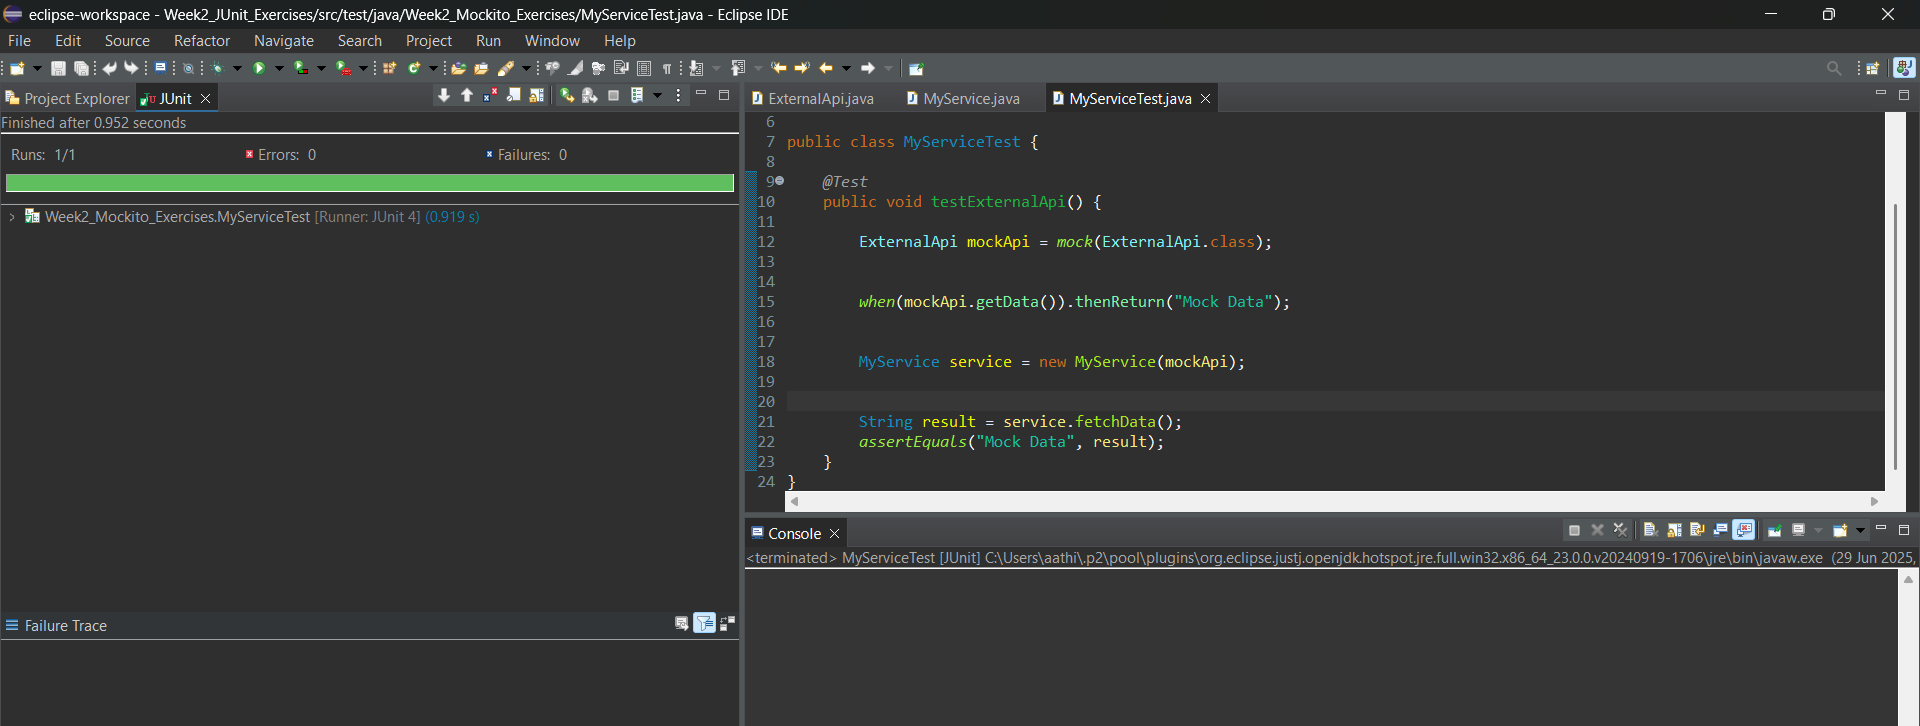 eclipse-workspace - Week2_JUnit_Exercises/src/test/java/Week2_Mockito_Exercises/MyServiceTest.java - Eclipse IDE
File Edit Source Refactor Navigate Search Project Run Window Help
Project Explorer JUnit
Finished after 0.952 seconds
Runs: 1/1 Errors: 0 Failures: 0
Week2_Mockito_Exercises.MyServiceTest [Runner: JUnit 4] (0.919 s)
Failure Trace
ExternalApi.java MyService.java MyServiceTest.java
6
7 public class MyServiceTest {
8
9 @Test
10 public void testExternalApi() {
11
12 ExternalApi mockApi = mock(ExternalApi.class);
13
14
15 when(mockApi.getData()).thenReturn("Mock Data");
16
17
18 MyService service = new MyService(mockApi);
19
20
21 String result = service.fetchData();
22 assertEquals("Mock Data", result);
23 }
24 }
Console
<terminated> MyServiceTest [JUnit] C:\Users\aathi\.p2\pool\plugins\org.eclipse.justj.openjdk.hotspot.jre.full.win32.x86_64_23.0.0.v20240919-1706\jre\bin\javaw.exe (29 Jun 2025,